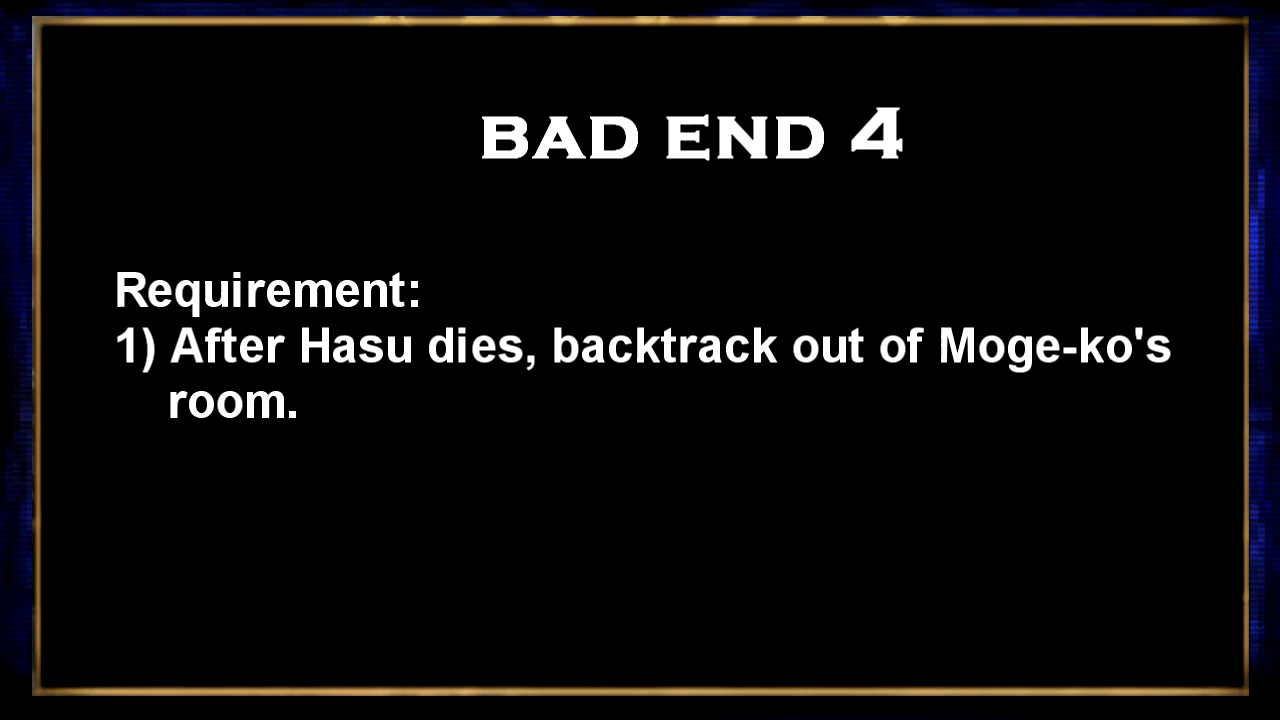 BAD END 4
Requirement:
1) After Hasu dies, backtrack out of Moge-ko's
room.